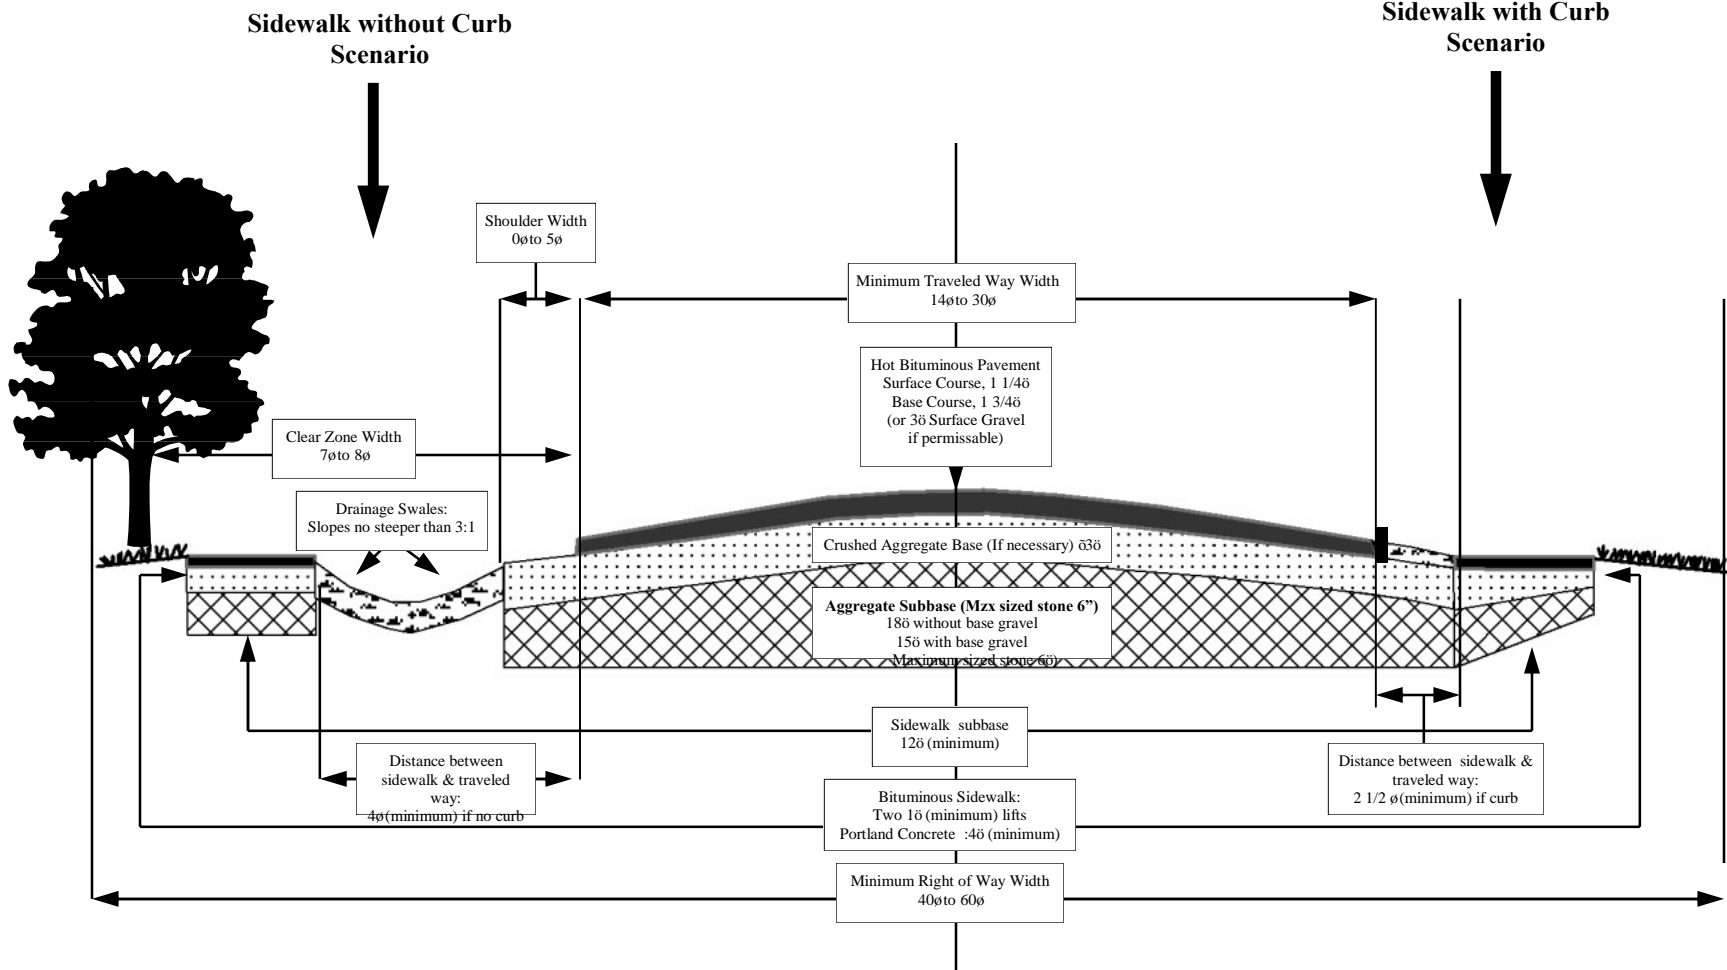 Sidewalk without Curb
Scenario
Sidewalk with Curb
Scenario
Shoulder Width
0øto 5ø
Minimum Traveled Way Width
14øto 30ø
Hot Bituminous Pavement
Surface Course, 1 1/4ö
Base Course, 1 3/4ö
(or 3ö Surface Gravel
if permissable)
Clear Zone Width
7øto 8ø
Drainage Swales:
Slopes no steeper than 3:1
Crushed Aggregate Base (If necessary) ö3ö
Aggregate Subbase (Mzx sized stone 6”)
18ö without base gravel
15ö with base gravel
Maximum sized stone 6ö)
Sidewalk subbase
12ö (minimum)
Distance between
sidewalk & traveled
way:
4ø(minimum) if no curb
Distance between sidewalk &
traveled way:
2 1/2 ø(minimum) if curb
Bituminous Sidewalk:
Two 1ö (minimum) lifts
Portland Concrete :4ö (minimum)
Minimum Right of Way Width
40øto 60ø